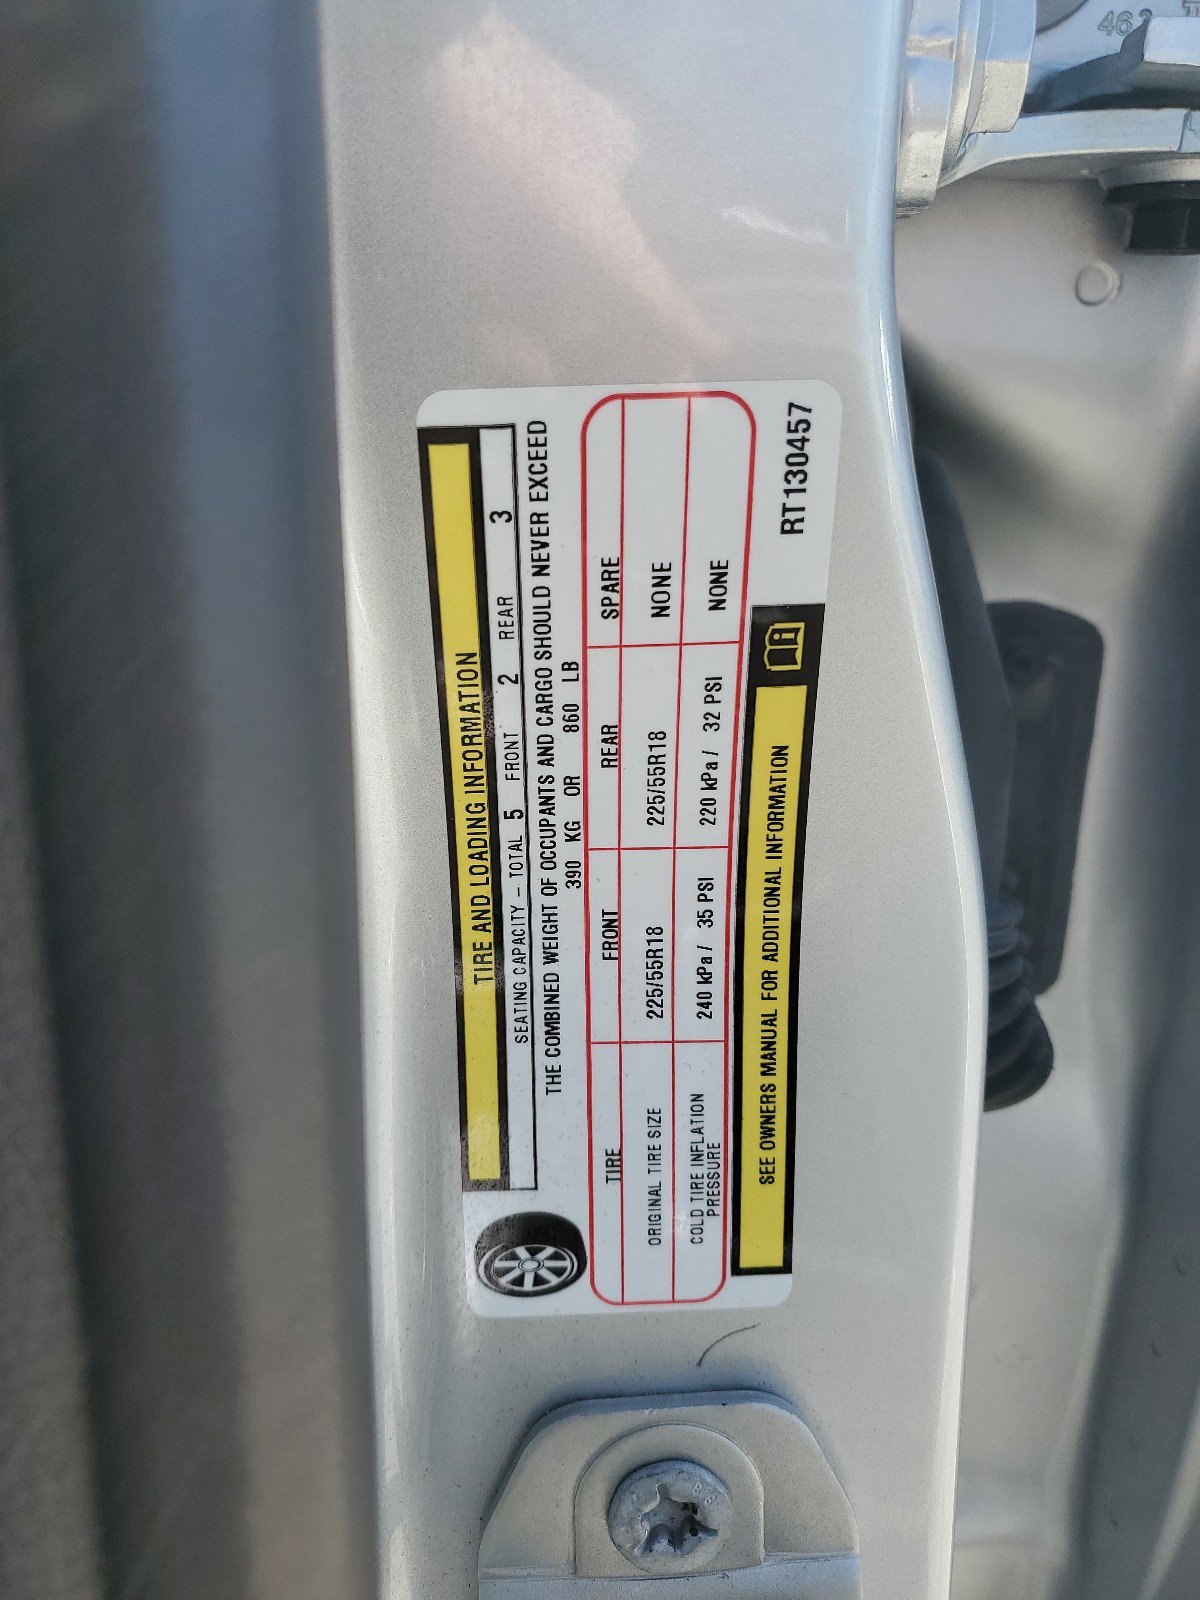 TIRE AND LOADING INFORMATION
SEATING CAPACITY - TOTAL 5 FRONT 2 REAR 3
THE COMBINED WEIGHT OF OCCUPANTS AND CARGO SHOULD NEVER EXCEED
390 KG OR 860 LB
TIRE FRONT REAR SPARE
ORIGINAL TIRE SIZE 225/55R18 225/55R18 NONE
COLD TIRE INFLATION
PRESSURE 240 kPa / 35 PSI 220 kPa / 32 PSI NONE
SEE OWNERS MANUAL FOR ADDITIONAL INFORMATION
RT130457